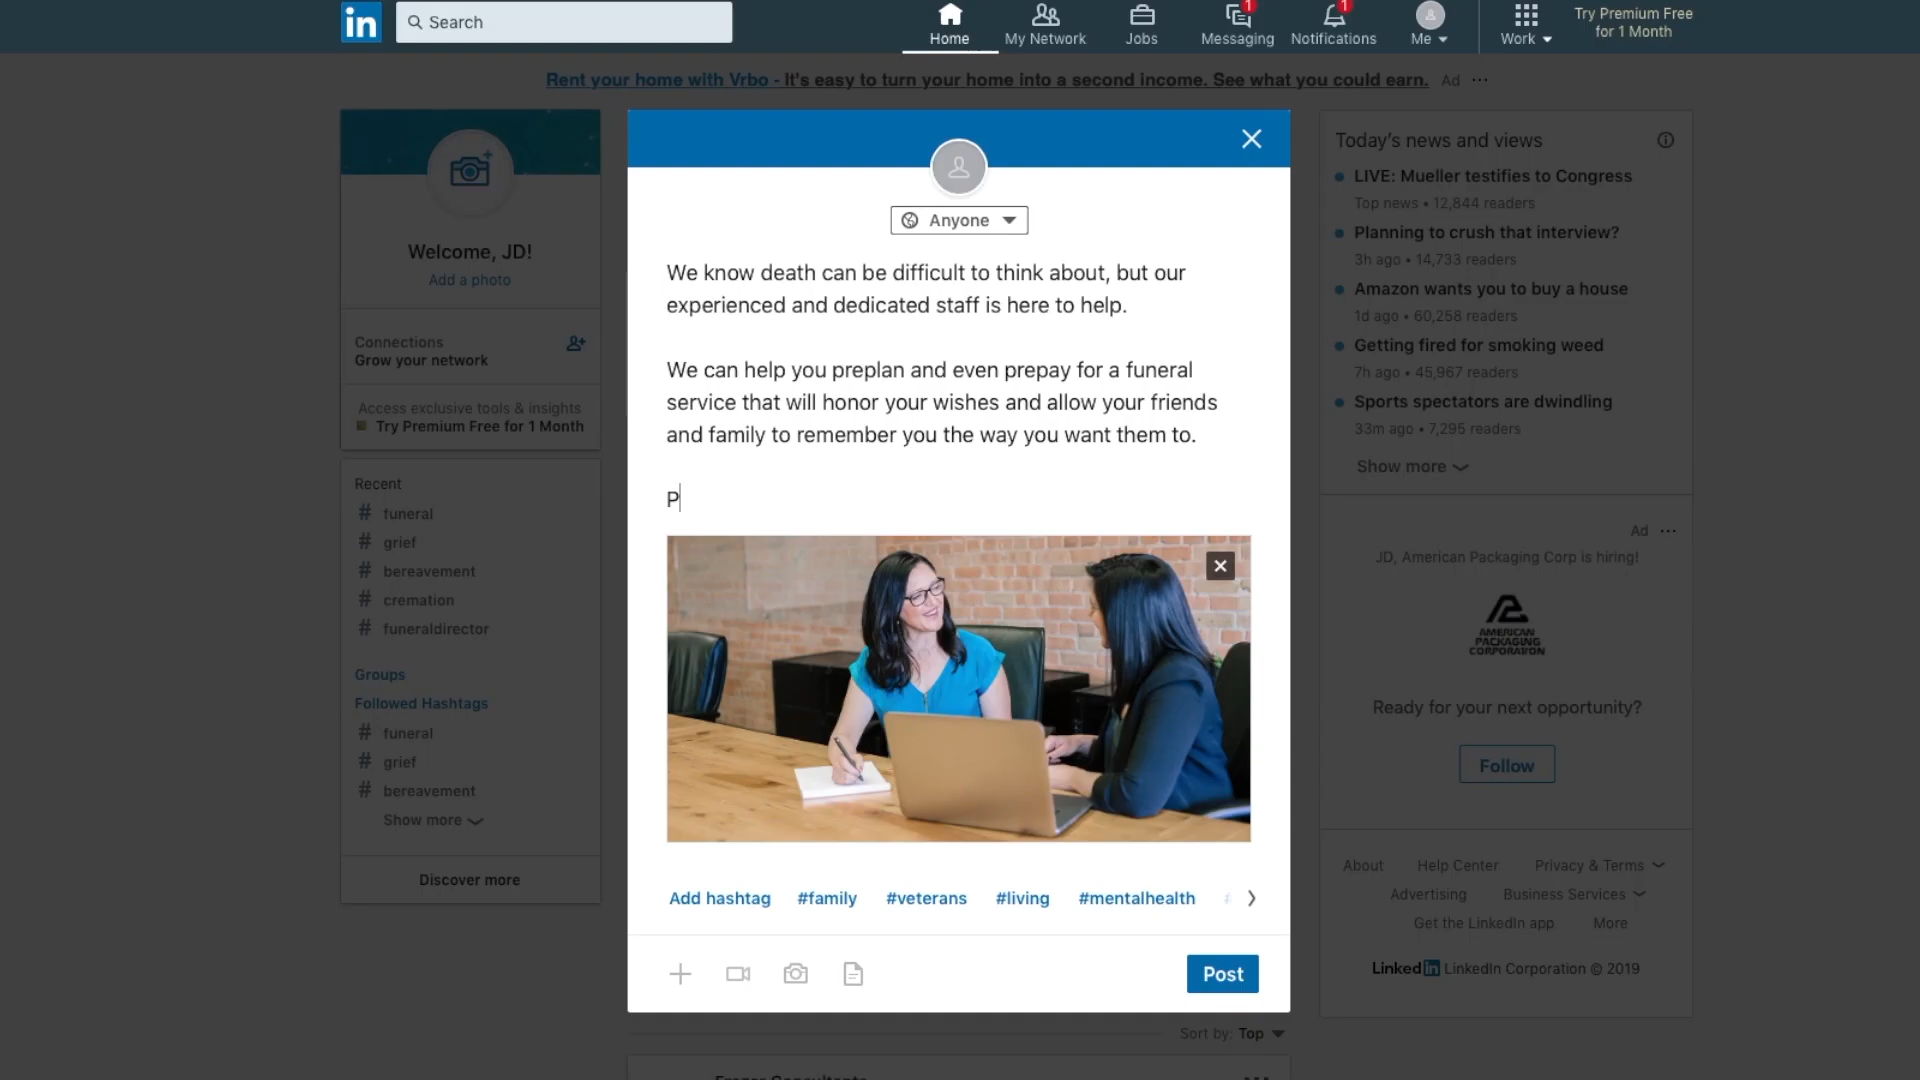 in
Search
Home
My Network
Jobs
1
Messaging
1
Notifications
Me
Work
Try Premium Free
for 1 Month
Rent your home with Vrbo - It's easy to turn your home into a second income. See what you could earn. Ad ...
Welcome, JD!
Add a photo
Connections
Grow your network
Access exclusive tools & insights
Try Premium Free for 1 Month
Recent
# funeral
# grief
# bereavement
# cremation
# funeraldirector
Groups
Followed Hashtags
# funeral
# grief
# bereavement
Show more
Discover more
Anyone
We know death can be difficult to think about, but our
experienced and dedicated staff is here to help.
We can help you preplan and even prepay for a funeral
service that will honor your wishes and allow your friends
and family to remember you the way you want them to.
P
Add hashtag #family #veterans #living #mentalhealth #
Post
Sort by: Top
Today's news and views
LIVE: Mueller testifies to Congress
Top news • 12,844 readers
Planning to crush that interview?
3h ago • 14,733 readers
Amazon wants you to buy a house
1d ago • 60,258 readers
Getting fired for smoking weed
7h ago • 45,967 readers
Sports spectators are dwindling
33m ago • 7,295 readers
Show more
Ad ...
JD, American Packaging Corp is hiring!
AMERICAN
PACKAGING
CORPORATION
Ready for your next opportunity?
Follow
About Help Center Privacy & Terms
Advertising Business Services
Get the LinkedIn app More
Linked in LinkedIn Corporation © 2019